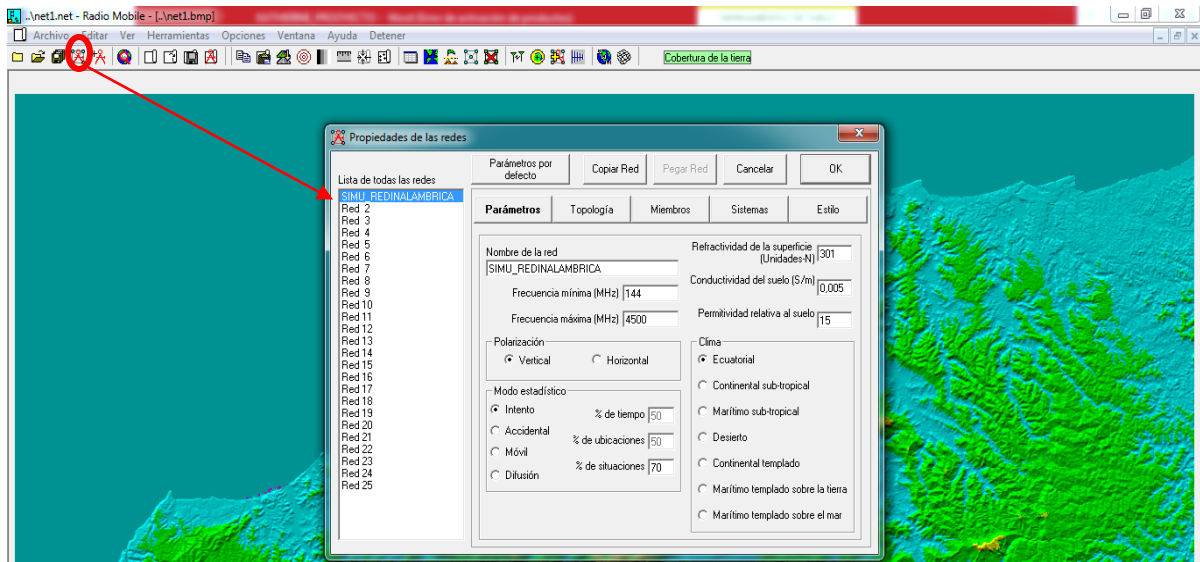 ..\net1.net - Radio Mobile - [..\net1.bmp]
Archivo Editar Ver Herramientas Opciones Ventana Ayuda Detener
Cobertura de la tierra
Propiedades de las redes
Lista de todas las redes
SIMU_REDINALAMBRICA
Red 2
Red 3
Red 4
Red 5
Red 6
Red 7
Red 8
Red 9
Red 10
Red 11
Red 12
Red 13
Red 14
Red 15
Red 16
Red 17
Red 18
Red 19
Red 20
Red 21
Red 22
Red 23
Red 24
Red 25
Parámetros por defecto
Copiar Red
Pegar Red
Cancelar
OK
Parámetros
Topología
Miembros
Sistemas
Estilo
Nombre de la red
SIMU_REDINALAMBRICA
Frecuencia mínima (MHz) 144
Frecuencia máxima (MHz) 4500
Refractividad de la superficie (Unidades-N) 301
Conductividad del suelo (S/m) 0,005
Permitividad relativa al suelo 15
Polarización
Vertical
Horizontal
Modo estadístico
Intento
Accidental
Móvil
Difusión
% de tiempo 50
% de ubicaciones 50
% de situaciones 70
Clima
Ecuatorial
Continental sub-tropical
Marítimo sub-tropical
Desierto
Continental templado
Marítimo templado sobre la tierra
Marítimo templado sobre el mar